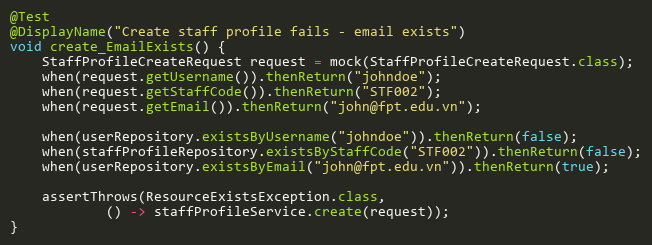 @Test
@DisplayName("Create staff profile fails - email exists")
void create_EmailExists() {
    StaffProfileCreateRequest request = mock(StaffProfileCreateRequest.class);
    when(request.getUsername()).thenReturn("johndoe");
    when(request.getStaffCode()).thenReturn("STF002");
    when(request.getEmail()).thenReturn("john@fpt.edu.vn");

    when(userRepository.existsByUsername("johndoe")).thenReturn(false);
    when(staffProfileRepository.existsByStaffCode("STF002")).thenReturn(false);
    when(userRepository.existsByEmail("john@fpt.edu.vn")).thenReturn(true);

    assertThrows(ResourceExistsException.class,
            () -> staffProfileService.create(request));
}